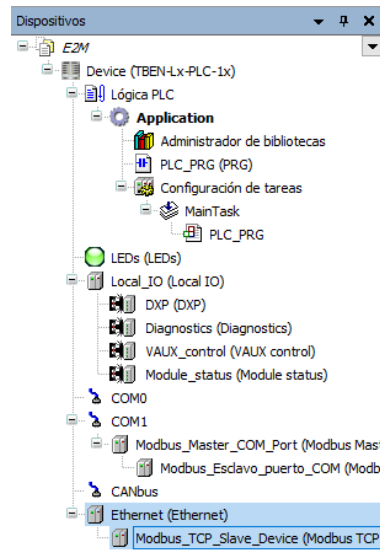 Dispositivos
E2M
Device (TBEN-Lx-PLC-1x)
Lógica PLC
Application
Administrador de bibliotecas
PLC_PRG (PRG)
Configuración de tareas
MainTask
PLC_PRG
LEDs (LEDs)
Local_IO (Local IO)
DXP (DXP)
Diagnostics (Diagnostics)
VAUX_control (VAUX control)
Module_status (Module status)
COM0
COM1
Modbus_Master_COM_Port (Modbus Mas
Modbus_Esclavo_puerto_COM (Modb
CANbus
Ethernet (Ethernet)
Modbus_TCP_Slave_Device (Modbus TCP